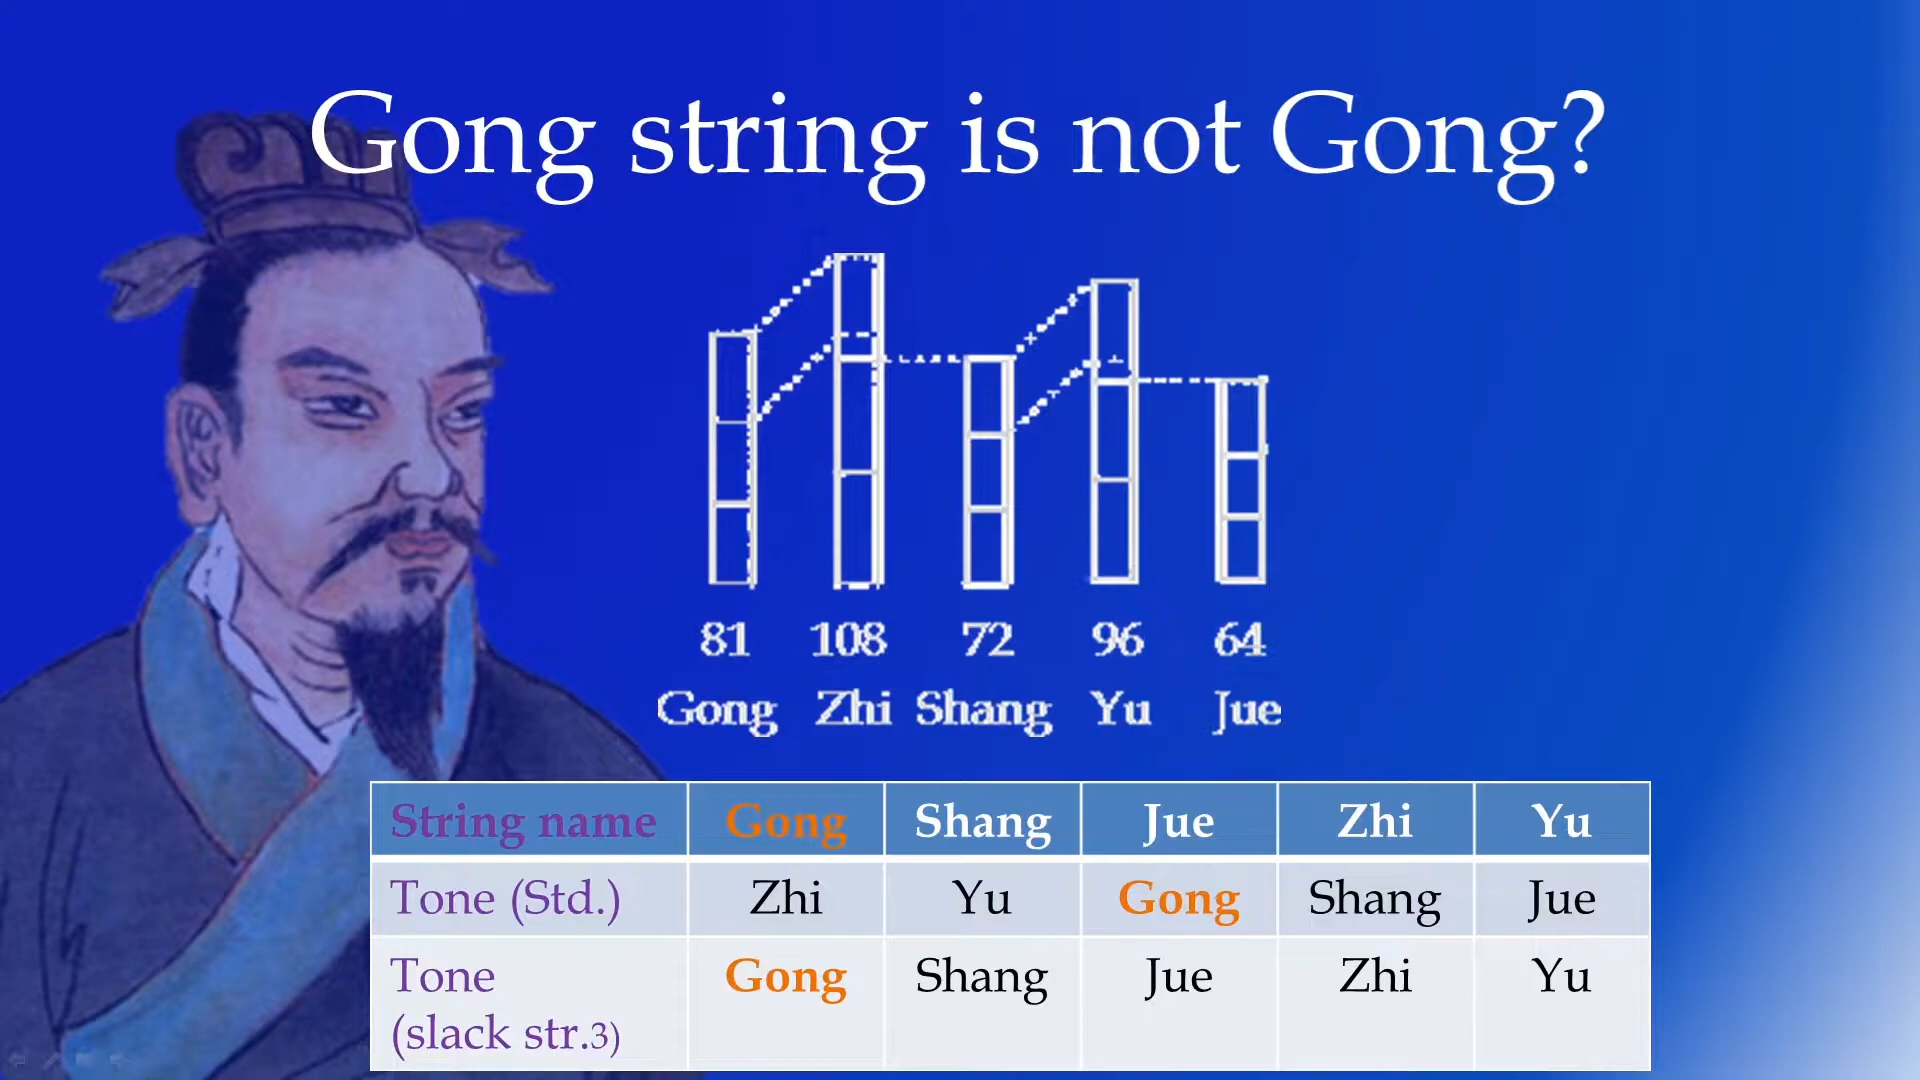 Gong string is not Gong?
81 108 72 96 64
Gong Zhi Shang Yu Jue
String name Gong Shang Jue Zhi Yu
Tone (Std.) Zhi Yu Gong Shang Jue
Tone Gong Shang Jue Zhi Yu
(slack str.3)